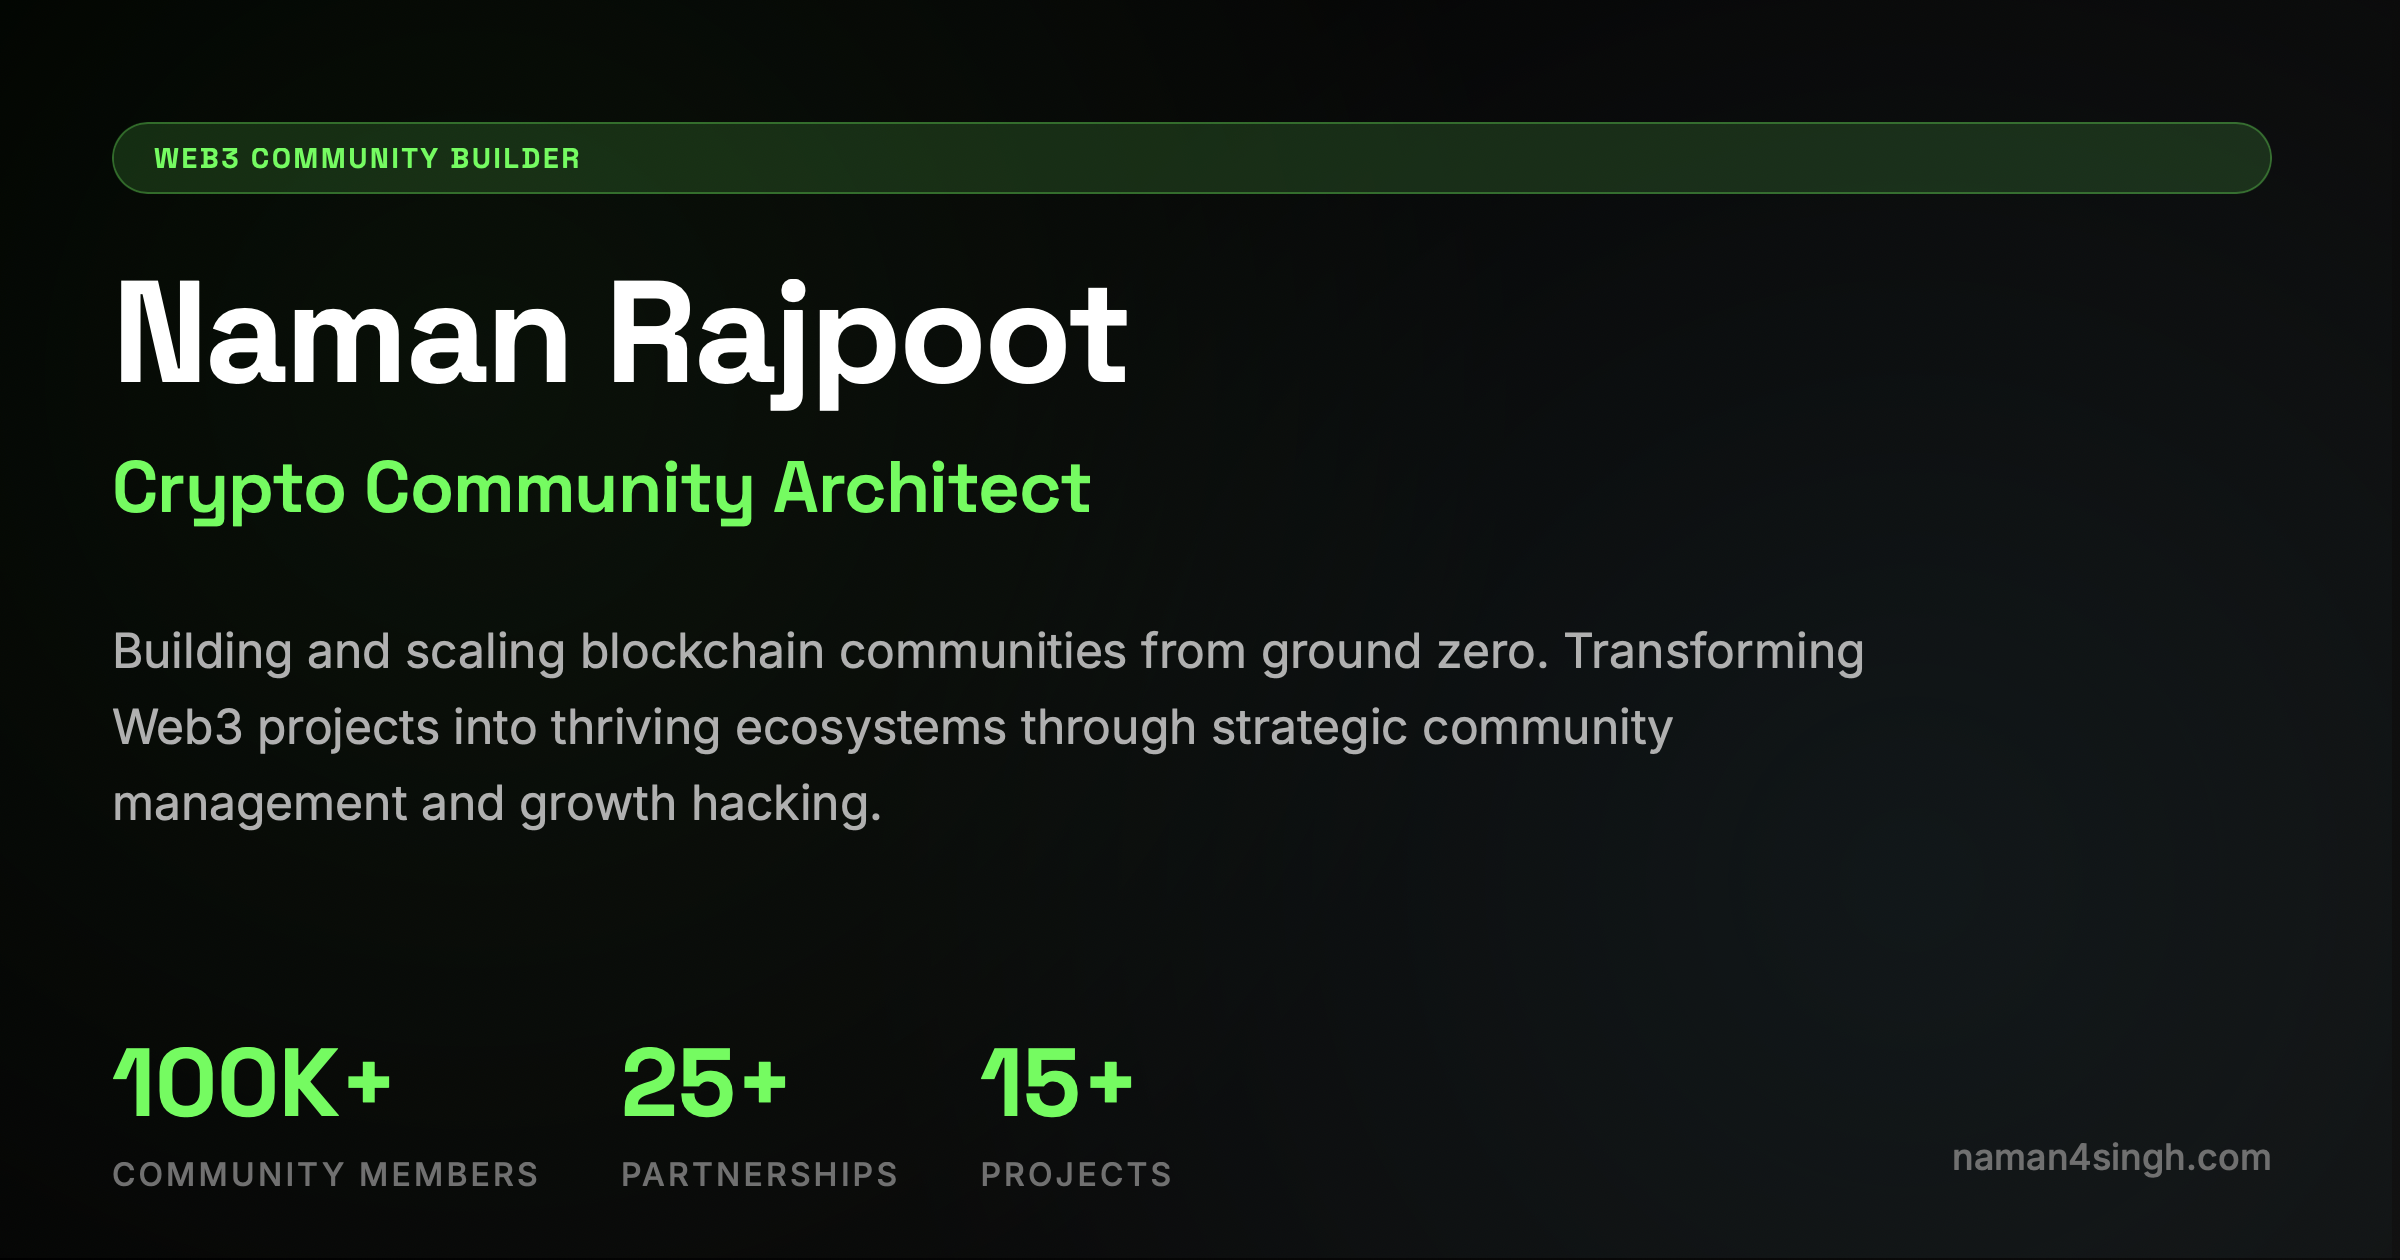 WEB3 COMMUNITY BUILDER
Naman Rajpoot
Crypto Community Architect
Building and scaling blockchain communities from ground zero. Transforming
Web3 projects into thriving ecosystems through strategic community
management and growth hacking.
100K+ 25+ 15+
COMMUNITY MEMBERS PARTNERSHIPS PROJECTS
naman4singh.com